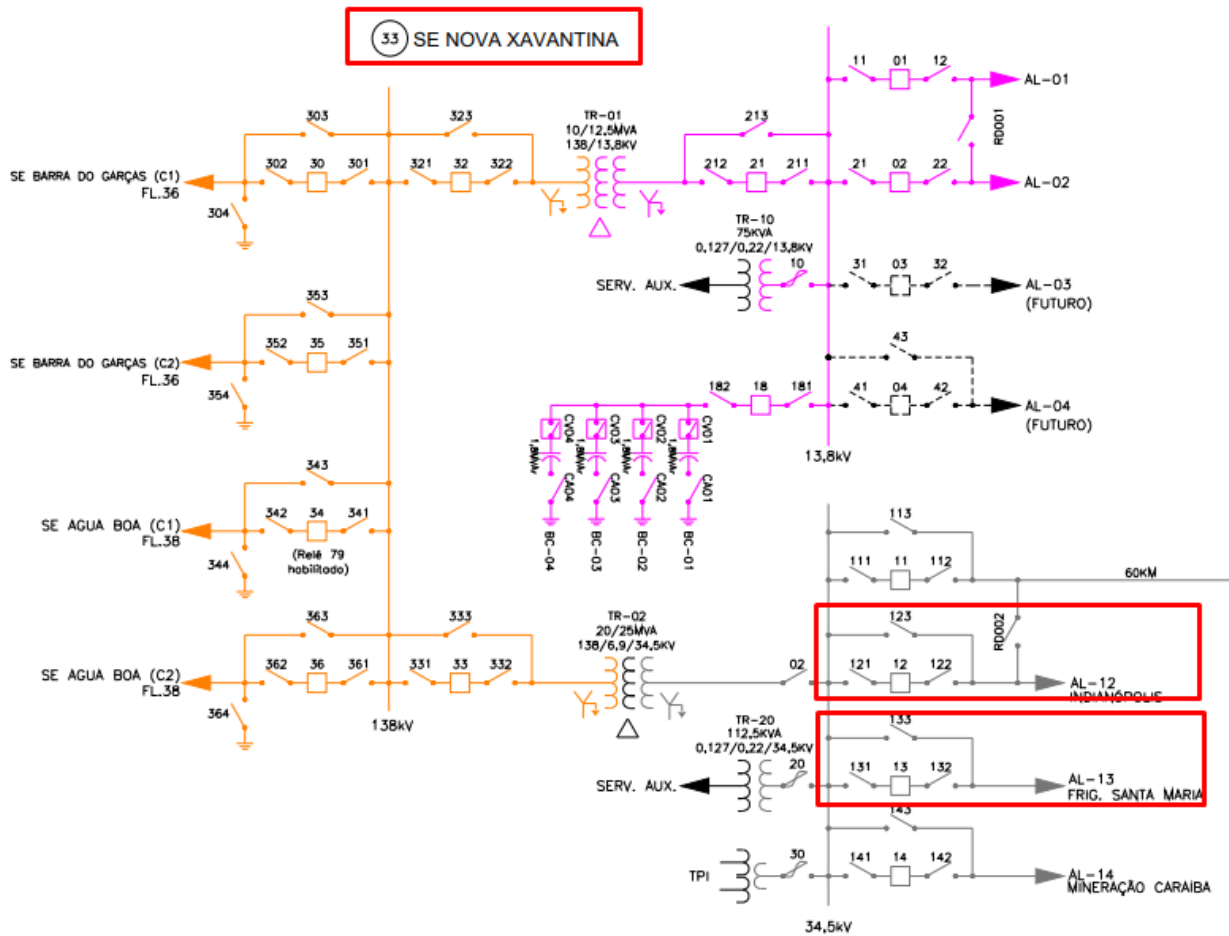 33 SE NOVA XAVANTINA
11 01 12
AL-01
RD001
303 323
TR-01
10/12,5MVA
138/13,8KV
213
SE BARRA DO GARÇAS (C1)
FL.36
302 30 301 321 32 322
212 21 211 21 02 22
AL-02
304
TR-10
75KVA
0,127/0,22/13,8KV
10
SERV. AUX.
31 03 32
AL-03
(FUTURO)
353
SE BARRA DO GARÇAS (C2)
FL.36
352 35 351
354
43
182 18 181
41 04 42
AL-04
(FUTURO)
13,8kV
CV04
1,8MVAr
CA04
BC-04
CV03
1,8MVAr
CA03
BC-03
CV02
1,8MVAr
CA02
BC-02
CV01
1,8MVAr
CA01
BC-01
343
SE AGUA BOA (C1)
FL.38
342 34 341
(Relé 79
habilitado)
344
113
111 11 112
60KM
RD002
363 333
TR-02
20/25MVA
138/6,9/34,5KV
SE AGUA BOA (C2)
FL.38
362 36 361 331 33 332
02
123
121 12 122
AL-12
INDIANÓPOLIS
364
138kV
TR-20
112,5KVA
0,127/0,22/34,5KV
20
SERV. AUX.
133
131 13 132
AL-13
FRIG. SANTA MARIA
143
TPI
30
141 14 142
AL-14
MINERAÇÃO CARAÍBA
34,5kV